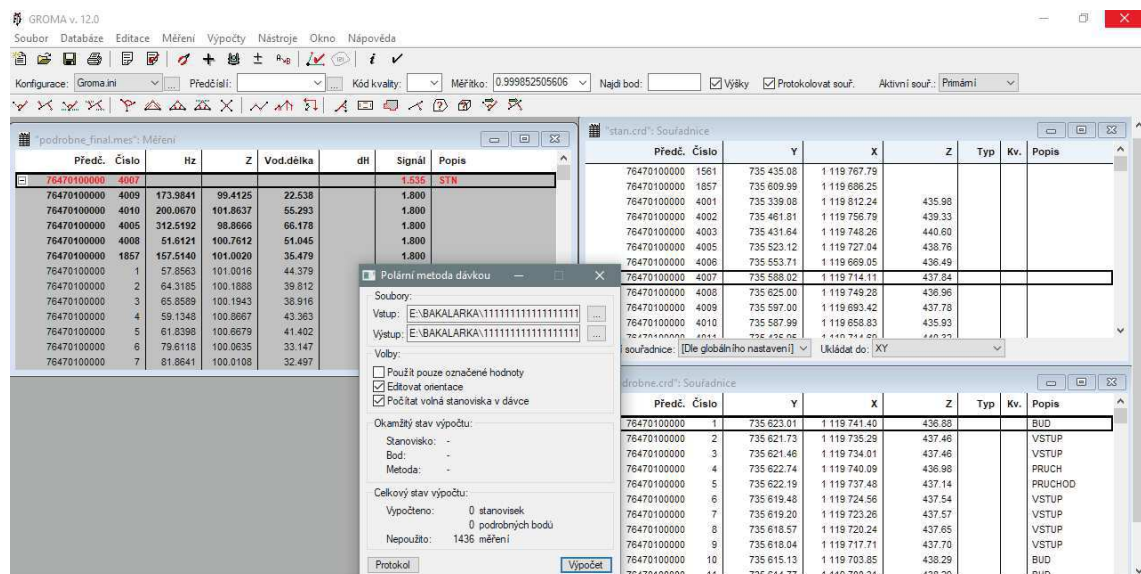 GROMA v. 12.0
Soubor Databáze Editace Měření Výpočty Nástroje Okno Nápověda
Konfigurace: Groma.ini ... Předčíslí: ... Kód kvality: Měřítko: 0.999852505606 Najdi bod: Výšky Protokolovat souř. Aktivní souř.: Primární
"podrobne_final.mes": Měření
Předč. Číslo Hz Z Vod.délka dH Signál Popis
76470100000 4007 1.535 STN
76470100000 4009 173.9841 99.4125 22.538 1.800
76470100000 4010 200.0670 101.8637 55.293 1.800
76470100000 4005 312.5192 98.8666 66.178 1.800
76470100000 4008 51.6121 100.7612 51.045 1.800
76470100000 1857 157.5140 101.0020 35.479 1.800
76470100000 1 57.8563 101.0016 44.379
76470100000 2 64.3185 100.1888 39.812
76470100000 3 65.8589 100.1943 38.916
76470100000 4 59.1348 100.8667 43.363
76470100000 5 61.8398 100.6679 41.402
76470100000 6 79.6118 100.0635 33.147
76470100000 7 81.8641 100.0108 32.497
"stan.crd": Souřadnice
Předč. Číslo Y X Z Typ Kv. Popis
76470100000 1561 735 435.08 1 119 767.79
76470100000 1857 735 609.99 1 119 686.25
76470100000 4001 735 339.08 1 119 812.24 435.98
76470100000 4002 735 461.81 1 119 756.79 439.33
76470100000 4003 735 431.64 1 119 748.26 440.60
76470100000 4005 735 523.12 1 119 727.04 438.76
76470100000 4006 735 553.71 1 119 669.05 436.49
76470100000 4007 735 588.02 1 119 714.11 437.84
76470100000 4008 735 625.00 1 119 749.28 436.96
76470100000 4009 735 597.00 1 119 693.42 437.78
76470100000 4010 735 587.99 1 119 658.83 435.93
souřadnice: [Dle globálního nastavení] Ukládat do: XY
Polární metoda dávkou
Soubory:
Vstup: E:\BAKALARKA\111111111111111111 ...
Výstup: E:\BAKALARKA\111111111111111111 ...
Volby:
Použít pouze označené hodnoty
Editovat orientace
Počítat volná stanoviska v dávce
Okamžitý stav výpočtu:
Stanovisko: -
Bod: -
Metoda: -
Celkový stav výpočtu:
Vypočteno: 0 stanovisek
0 podrobných bodů
Nepoužito: 1436 měření
Protokol Výpočet
drobne.crd": Souřadnice
Předč. Číslo Y X Z Typ Kv. Popis
76470100000 1 735 623.01 1 119 741.40 436.88 BUD
76470100000 2 735 621.73 1 119 735.29 437.46 VSTUP
76470100000 3 735 621.46 1 119 734.01 437.46 VSTUP
76470100000 4 735 622.74 1 119 740.09 436.98 PRUCH
76470100000 5 735 622.19 1 119 737.48 437.14 PRUCHOD
76470100000 6 735 619.48 1 119 724.56 437.54 VSTUP
76470100000 7 735 619.20 1 119 723.26 437.57 VSTUP
76470100000 8 735 618.57 1 119 720.24 437.65 VSTUP
76470100000 9 735 618.04 1 119 717.71 437.70 VSTUP
76470100000 10 735 615.13 1 119 703.85 438.29 BUD